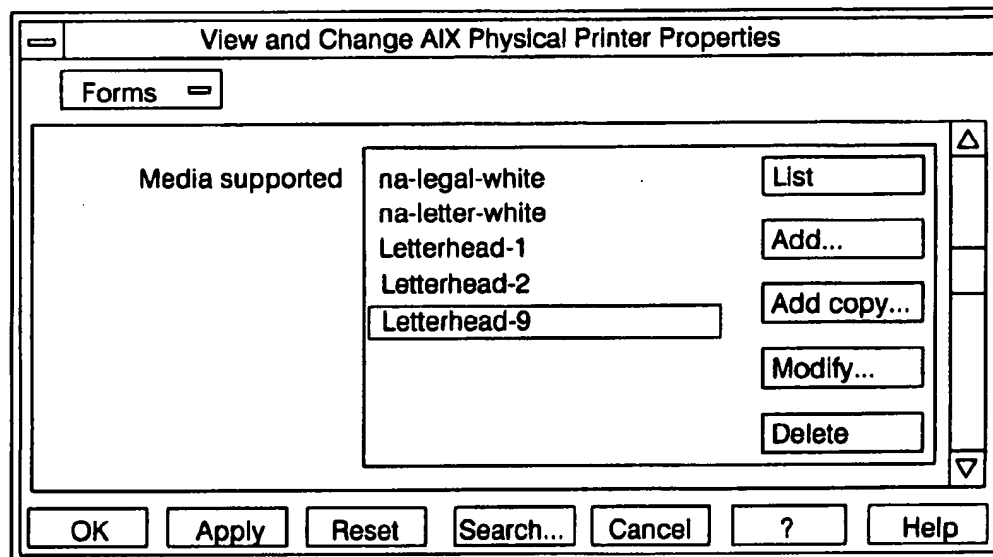 View and Change AIX Physical Printer Properties
Forms
Media supported
na-legal-white
na-letter-white
Letterhead-1
Letterhead-2
Letterhead-9
List
Add...
Add copy...
Modify...
Delete
OK
Apply
Reset
Search...
Cancel
?
Help